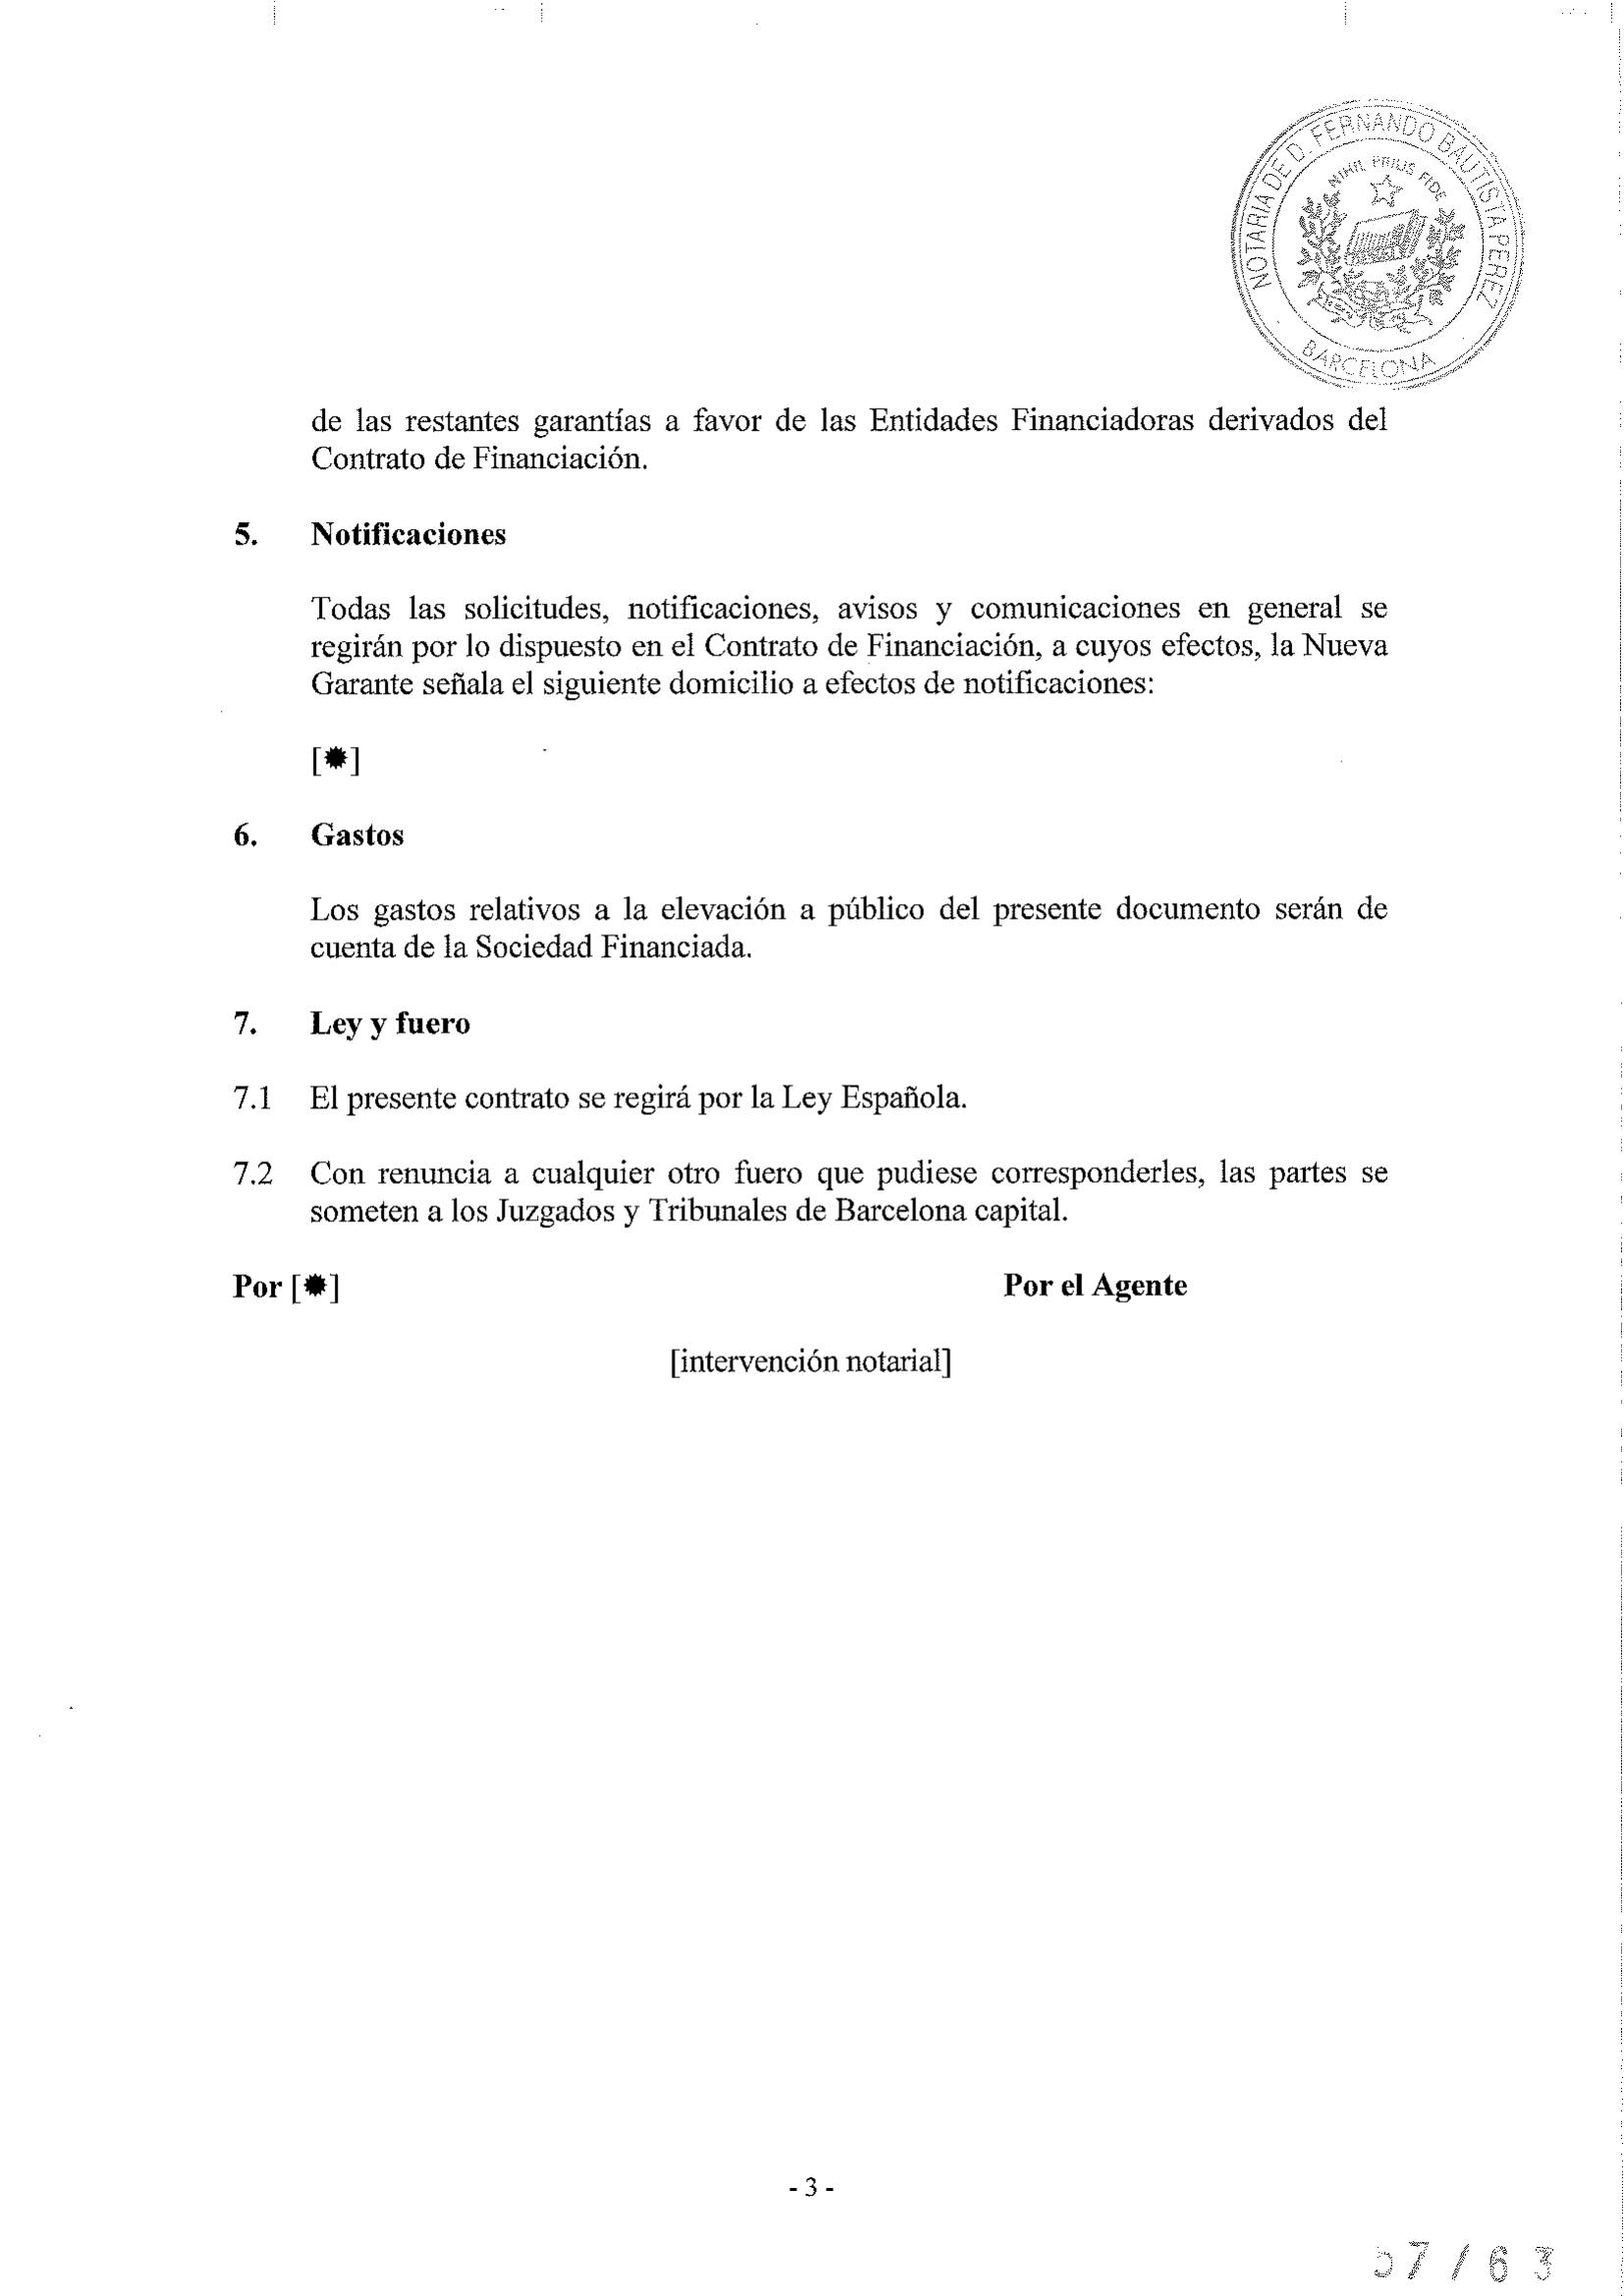 NOTARIA DE D. FERNANDO BAUTISTA PEREZ
NIHIL PRIUS FIDE
BARCELONA
de las restantes garantías a favor de las Entidades Financiadoras derivados del
Contrato de Financiación.
5. Notificaciones
Todas las solicitudes, notificaciones, avisos y comunicaciones en general se
regirán por lo dispuesto en el Contrato de Financiación, a cuyos efectos, la Nueva
Garante señala el siguiente domicilio a efectos de notificaciones:
[✹]
6. Gastos
Los gastos relativos a la elevación a público del presente documento serán de
cuenta de la Sociedad Financiada.
7. Ley y fuero
7.1 El presente contrato se regirá por la Ley Española.
7.2 Con renuncia a cualquier otro fuero que pudiese corresponderles, las partes se
someten a los Juzgados y Tribunales de Barcelona capital.
Por [✹] Por el Agente
[intervención notarial]
- 3 -
57/63